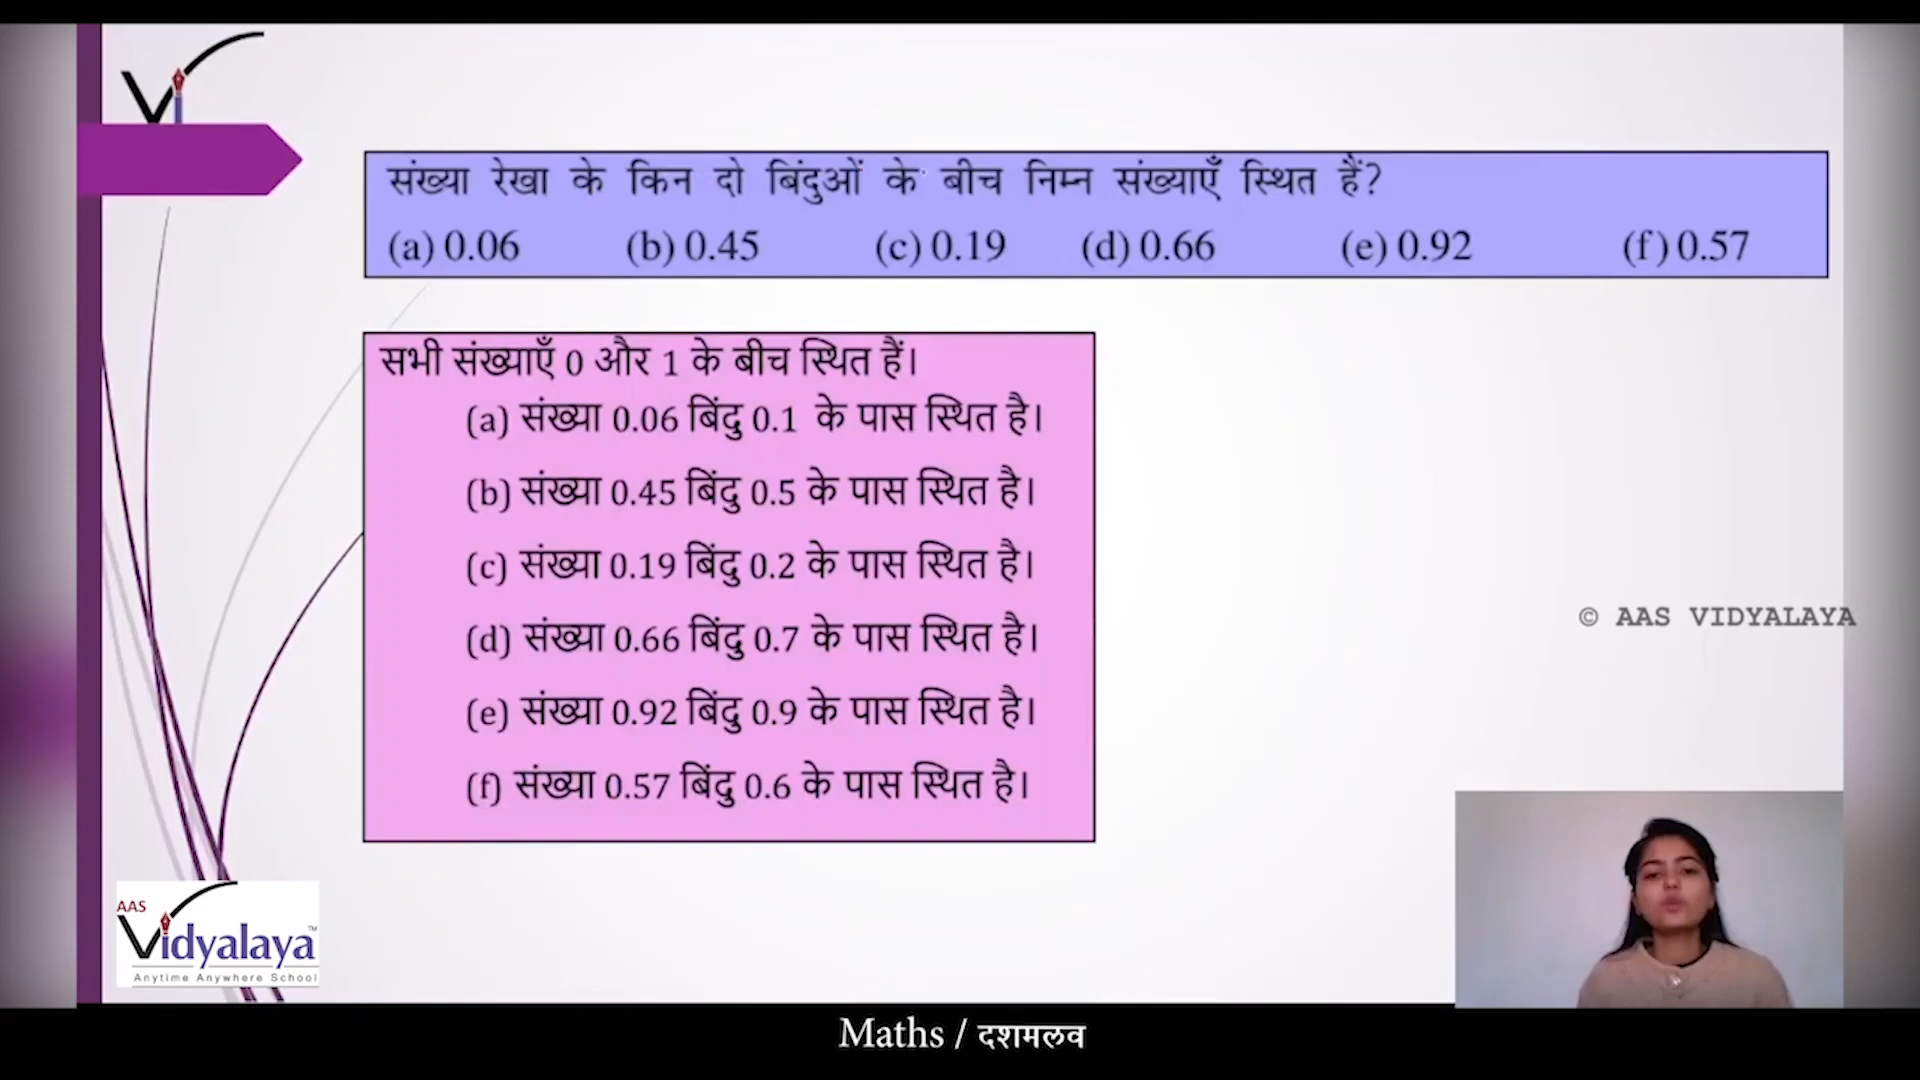 संख्या रेखा के किन दो बिंदुओं के बीच निम्न संख्याएँ स्थित हैं?
(a) 0.06 (b) 0.45 (c) 0.19 (d) 0.66 (e) 0.92 (f) 0.57
सभी संख्याएँ 0 और 1 के बीच स्थित हैं।
(a) संख्या 0.06 बिंदु 0.1 के पास स्थित है।
(b) संख्या 0.45 बिंदु 0.5 के पास स्थित है।
(c) संख्या 0.19 बिंदु 0.2 के पास स्थित है।
(d) संख्या 0.66 बिंदु 0.7 के पास स्थित है।
(e) संख्या 0.92 बिंदु 0.9 के पास स्थित है।
(f) संख्या 0.57 बिंदु 0.6 के पास स्थित है।
© AAS VIDYALAYA
AAS
Vidyalaya™
Anytime Anywhere School
Maths / दशमलव